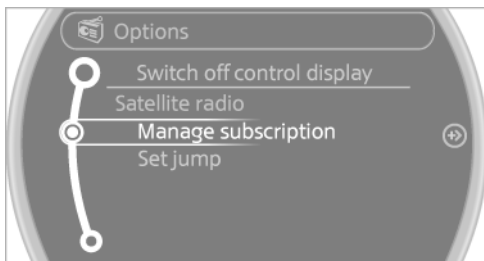 Options
Switch off control display
Satellite radio
Manage subscription
Set jump